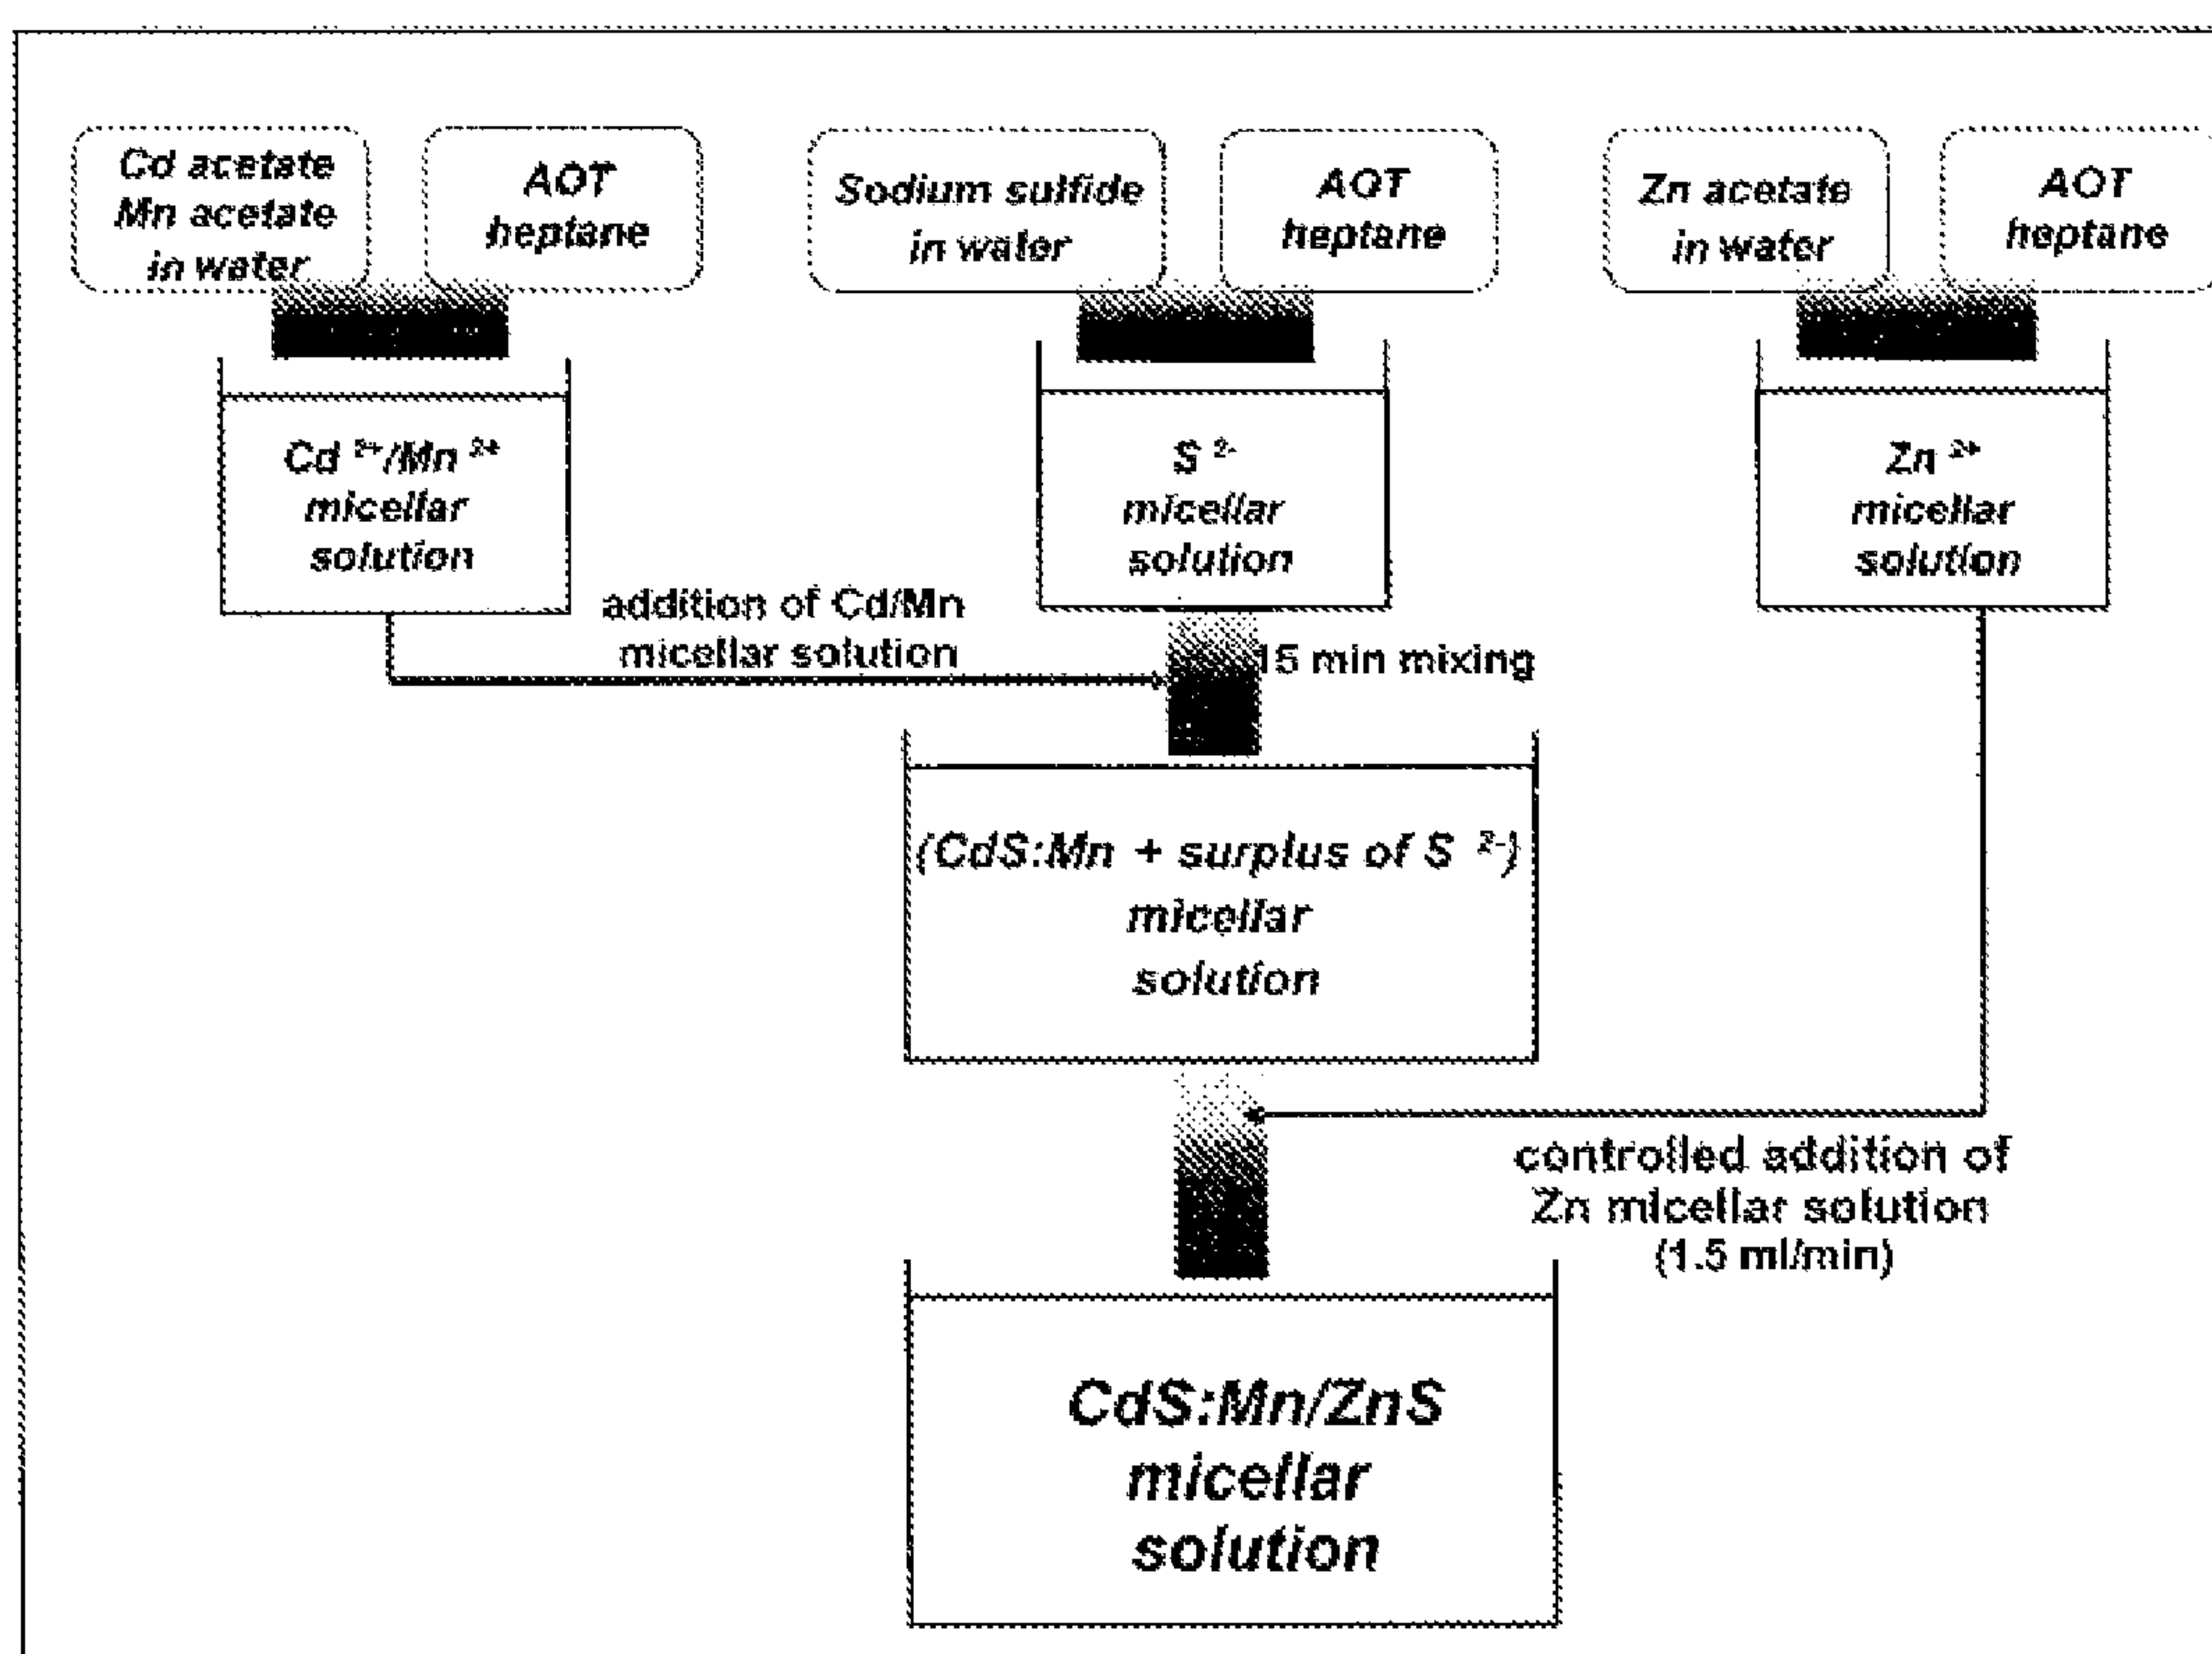 Cd acetate
Mn acetate
in water
AOT
heptane
Sodium sulfide
in water
AOT
heptane
Zn acetate
in water
AOT
heptane
Cd 2+/Mn 2+
micellar
solution
S 2-
micellar
solution
Zn 2+
micellar
solution
addition of Cd/Mn
micellar solution
15 min mixing
(CdS:Mn + surplus of S 2-)
micellar
solution
controlled addition of
Zn micellar solution
(1.5 ml/min)
CdS:Mn/ZnS
micellar
solution